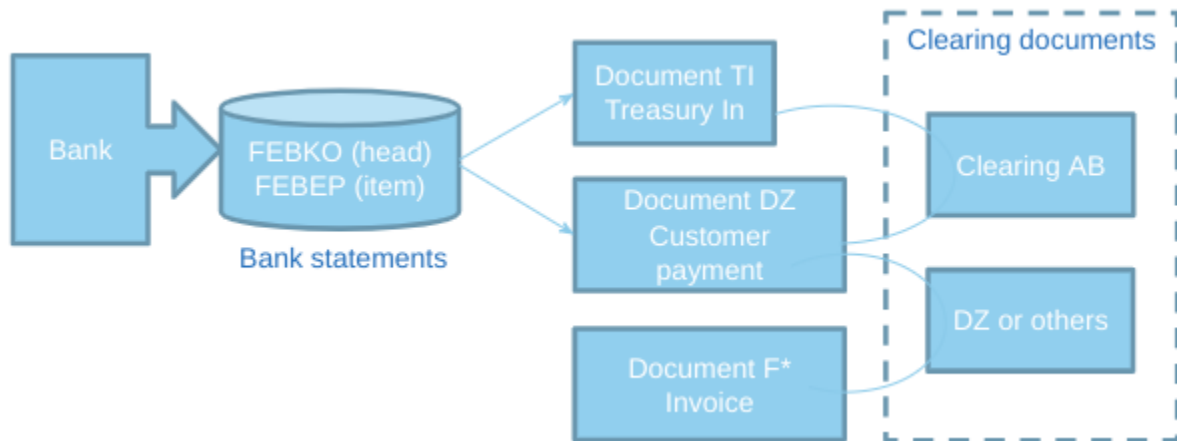 Bank
FEBKO (head)
FEBEP (item)
Bank statements
Document TI
Treasury In
Document DZ
Customer
payment
Document F*
Invoice
Clearing documents
Clearing AB
DZ or others